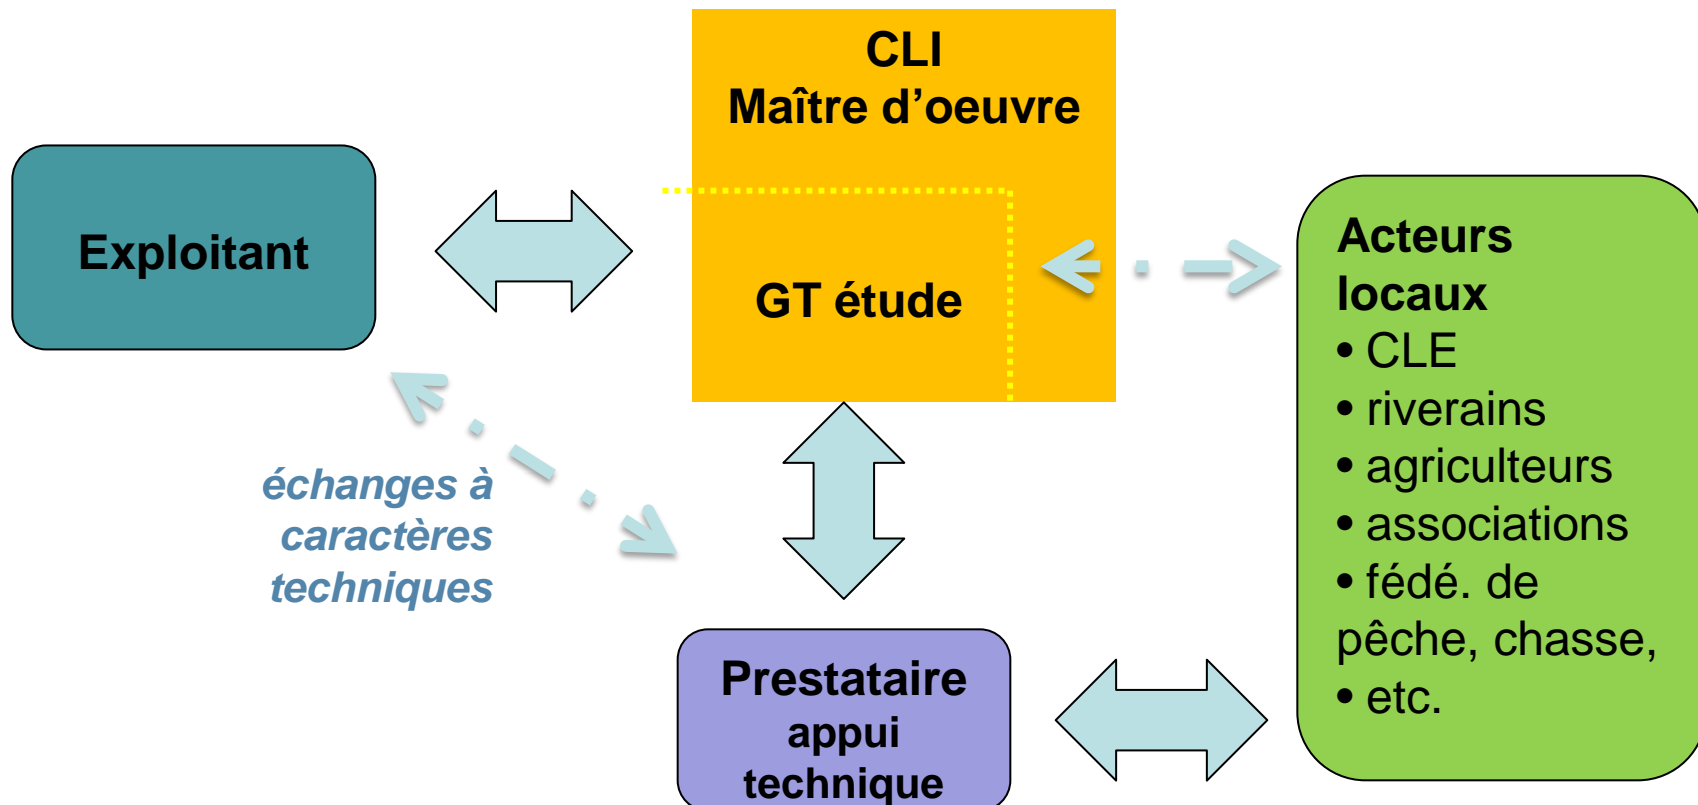 CLI
Maître d'oeuvre
Exploitant
GT étude
Acteurs
locaux
• CLE
• riverains
• agriculteurs
• associations
• fédé. de
pêche, chasse,
• etc.
échanges à
caractères
techniques
Prestataire
appui
technique